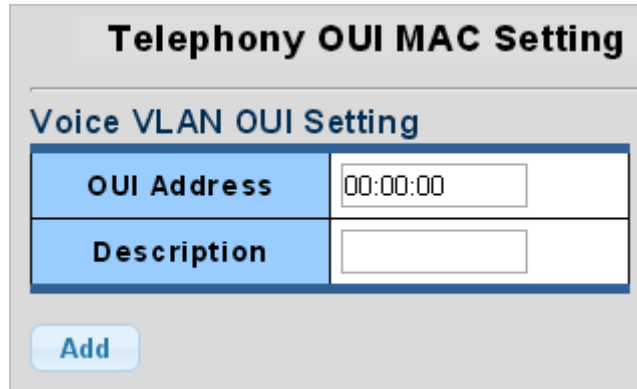 Telephony OUI MAC Setting
Voice VLAN OUI Setting
OUI Address 00:00:00
Description
Add